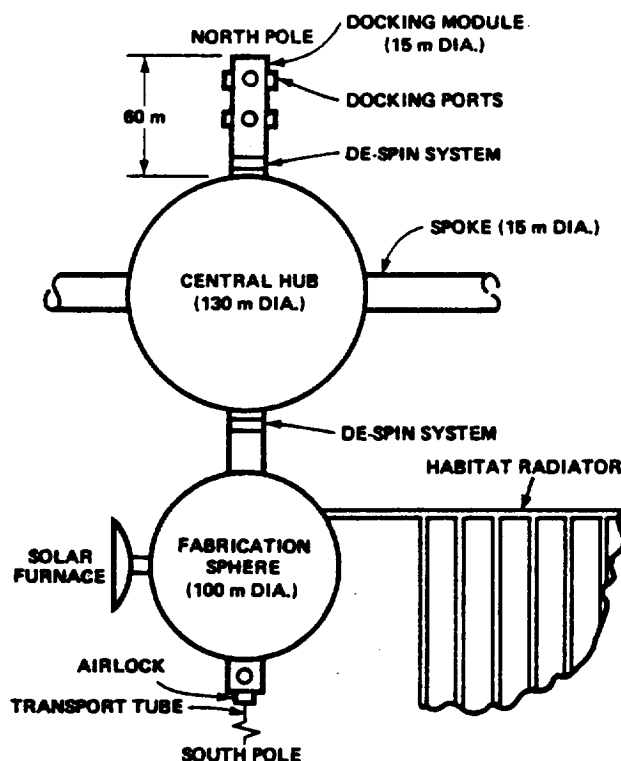 NORTH POLE
DOCKING MODULE
(15 m DIA.)
DOCKING PORTS
60 m
DE-SPIN SYSTEM
SPOKE (15 m DIA.)
CENTRAL HUB
(130 m DIA.)
DE-SPIN SYSTEM
HABITAT RADIATOR
SOLAR
FURNACE
FABRICATION
SPHERE
(100 m DIA.)
AIRLOCK
TRANSPORT TUBE
SOUTH POLE